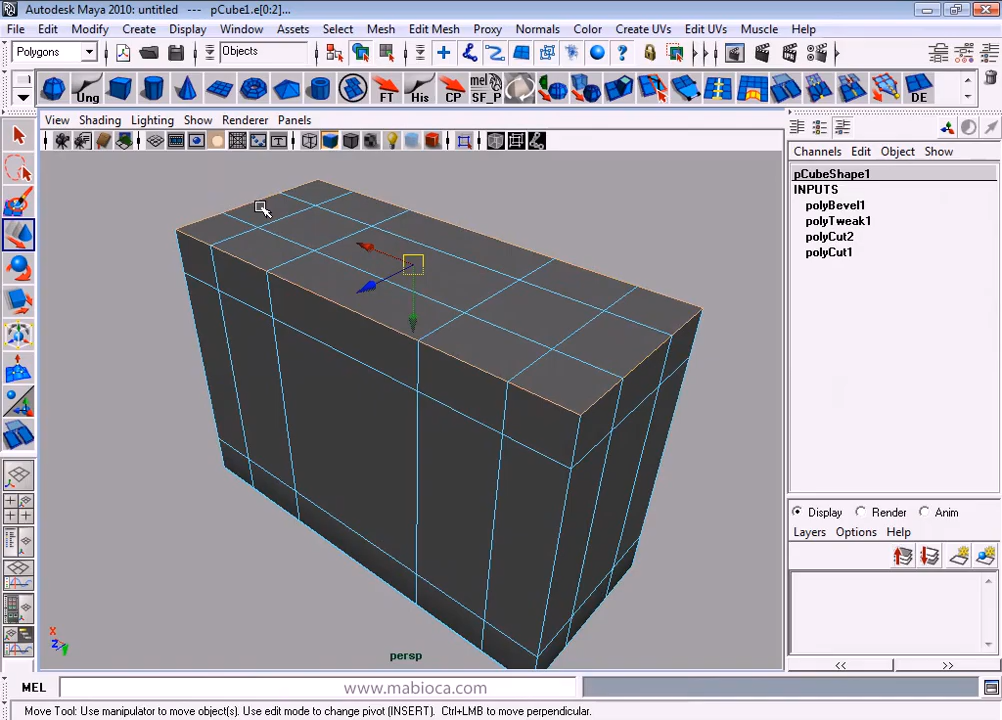 Autodesk Maya 2010: untitled --- pCube1.e[0:2]...
File Edit Modify Create Display Window Assets Select Mesh Edit Mesh Proxy Normals Color Create UVs Edit UVs Muscle Help
Polygons Objects
Ung FT His CP mel SF_P DE
View Shading Lighting Show Renderer Panels
Channels Edit Object Show
pCubeShape1
INPUTS
polyBevel1
polyTweak1
polyCut2
polyCut1
Display Render Anim
Layers Options Help
x
z
y
persp
<< >>
MEL www.mabioca.com
Move Tool: Use manipulator to move object(s). Use edit mode to change pivot (INSERT). Ctrl+LMB to move perpendicular.